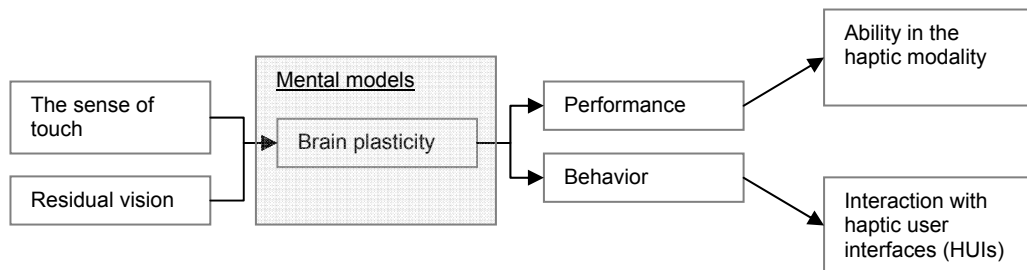 The sense of
touch
Residual vision
Mental models
Brain plasticity
Performance
Behavior
Ability in the
haptic modality
Interaction with
haptic user
interfaces (HUIs)